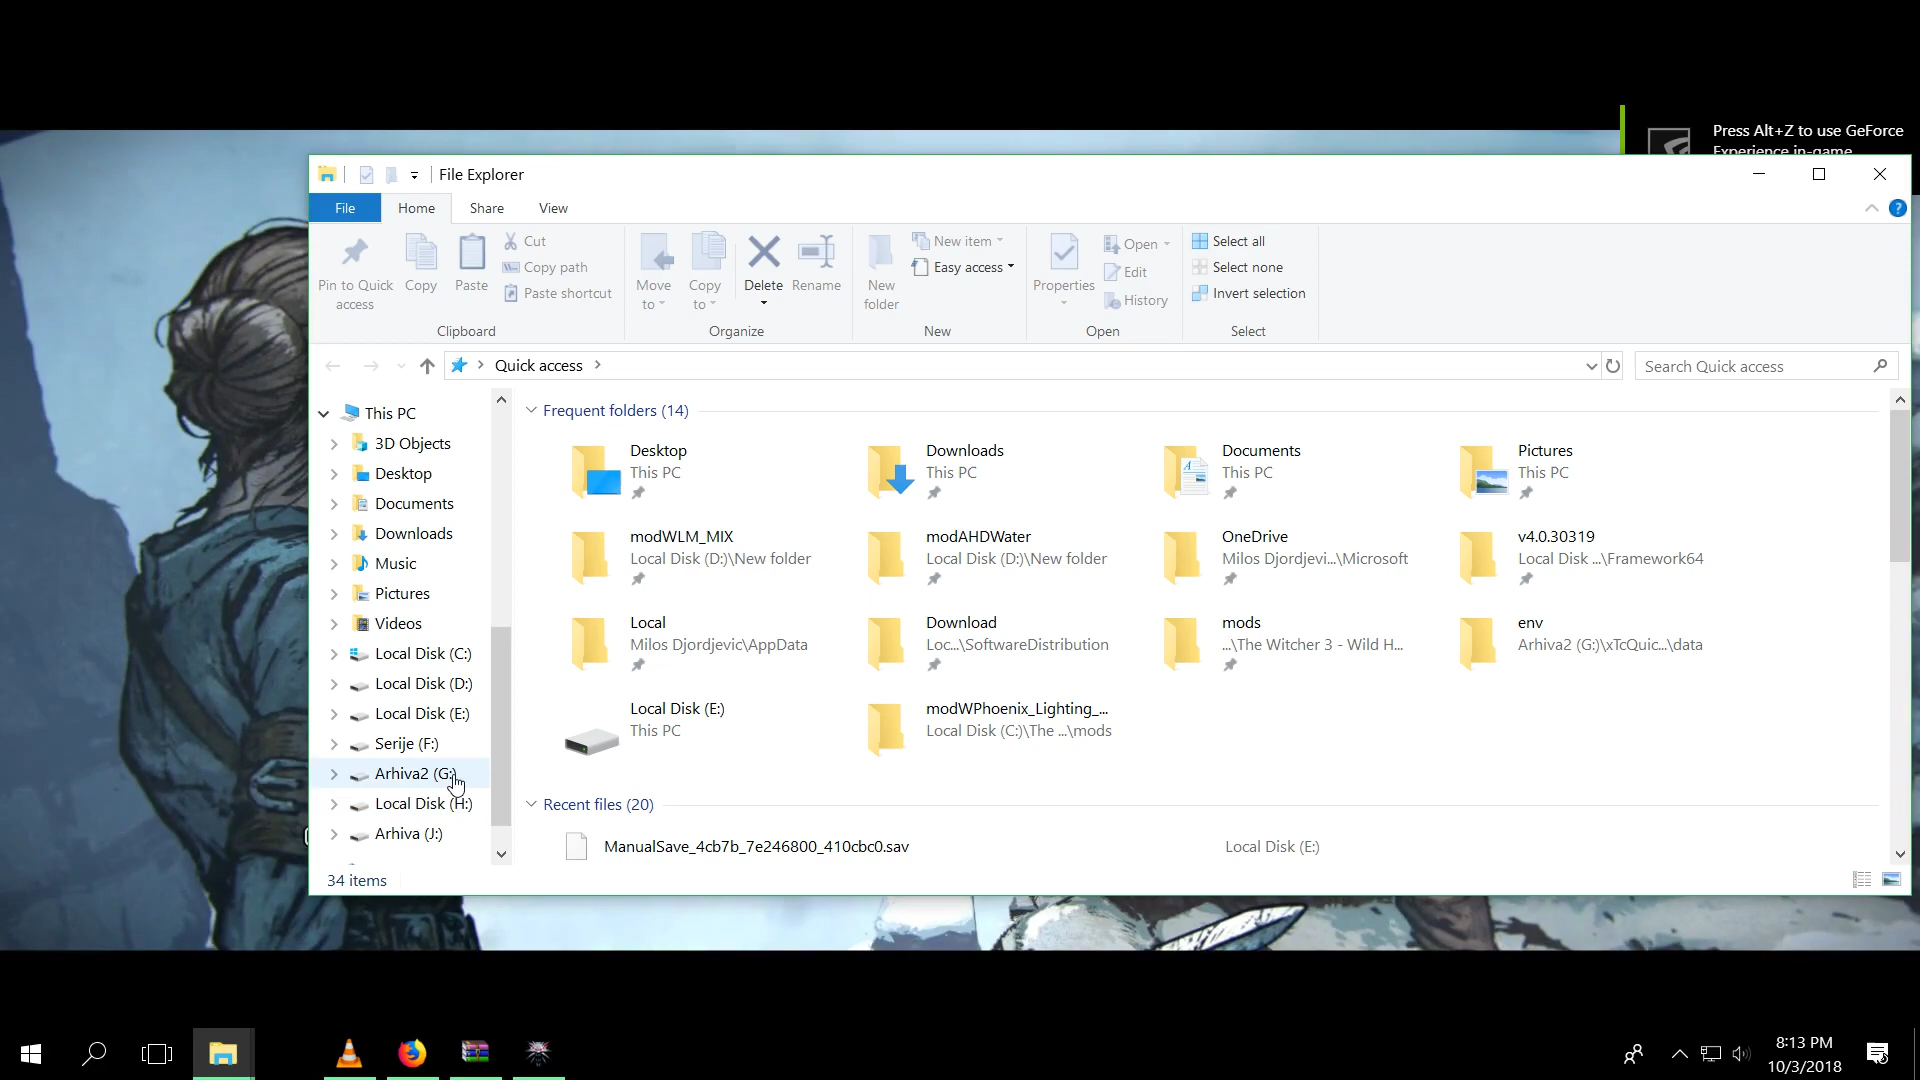 Press Alt+Z to use GeForce
Experience in-game
File Explorer
File
Home
Share
View
Pin to Quick
access
Copy
Paste
Cut
Copy path
Paste shortcut
Clipboard
Move
to
Copy
to
Delete
Rename
Organize
New
folder
New item
Easy access
New
Properties
Open
Edit
History
Open
Select all
Select none
Invert selection
Select
Quick access
Search Quick access
This PC
3D Objects
Desktop
Documents
Downloads
Music
Pictures
Videos
Local Disk (C:)
Local Disk (D:)
Local Disk (E:)
Serije (F:)
Arhiva2 (G:)
Local Disk (H:)
Arhiva (J:)
Frequent folders (14)
Desktop
This PC
Downloads
This PC
Documents
This PC
Pictures
This PC
modWLM_MIX
Local Disk (D:)\New folder
modAHDWater
Local Disk (D:)\New folder
OneDrive
Milos Djordjevi...\Microsoft
v4.0.30319
Local Disk ...\Framework64
Local
Milos Djordjevic\AppData
Download
Loc...\SoftwareDistribution
mods
...\The Witcher 3 - Wild H...
env
Arhiva2 (G:)\xTcQuic...\data
Local Disk (E:)
This PC
modWPhoenix_Lighting_...
Local Disk (C:)\The ...\mods
Recent files (20)
ManualSave_4cb7b_7e246800_410cbc0.sav
Local Disk (E:)
34 items
8:13 PM
10/3/2018